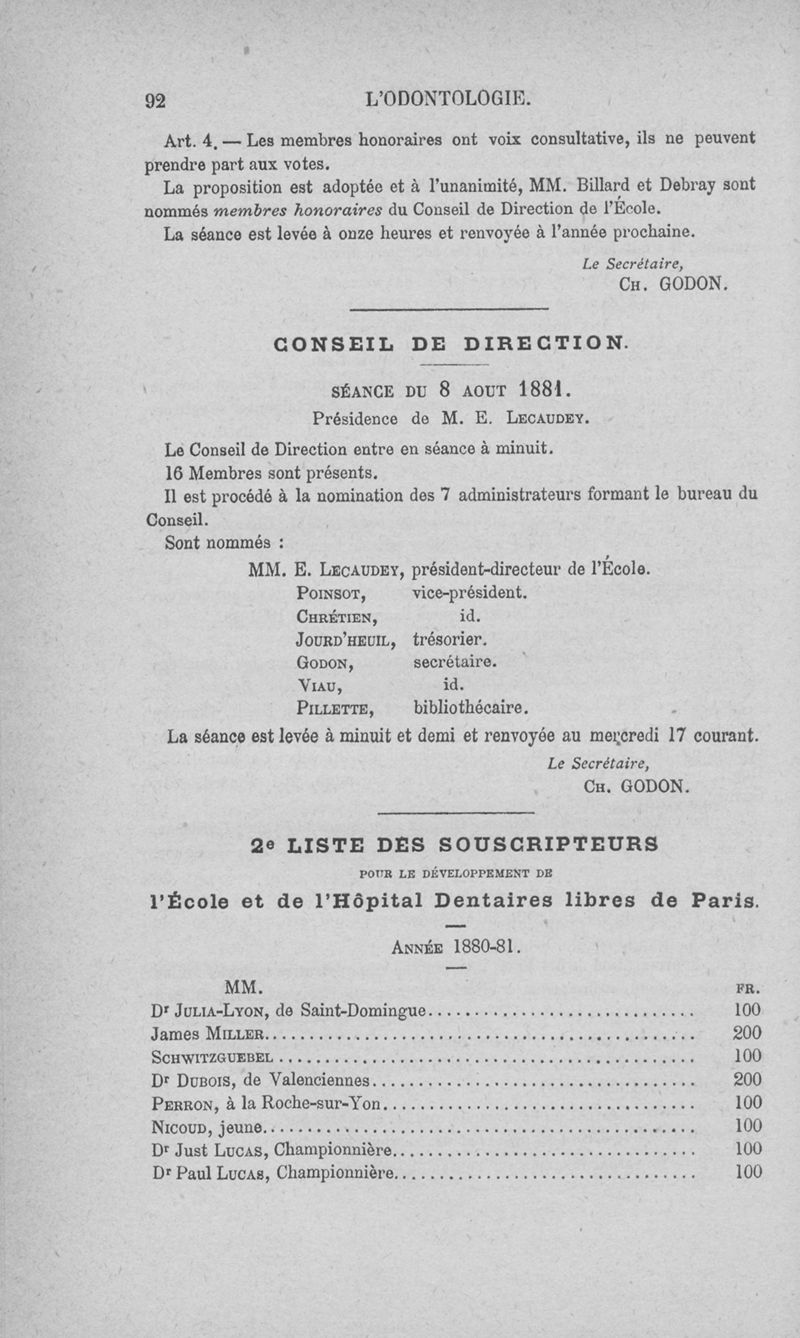 92 L'ODONTOLOGIE.
Art. 4. — Les membres honoraires ont voix consultative, ils ne peuvent
prendre part aux votes.
La proposition est adoptée et à l'unanimité, MM. Billard et Debray sont
nommés membres honoraires du Conseil de Direction de l'École.
La séance est levée à onze heures et renvoyée à l'année prochaine.
Le Secrétaire,
CH. GODON.
CONSEIL DE DIRECTION.
SÉANCE DU 8 AOUT 1881.
Présidence de M. E. LECAUDEY.
Le Conseil de Direction entre en séance à minuit.
16 Membres sont présents.
Il est procédé à la nomination des 7 administrateurs formant le bureau du
Conseil.
Sont nommés :
MM. E. LECAUDEY, président-directeur de l'École.
POINSOT, vice-président.
CHRÉTIEN, id.
JOURD'HEUIL, trésorier.
GODON, secrétaire.
VIAU, id.
PILLETTE, bibliothécaire.
La séance est levée à minuit et demi et renvoyée au mercredi 17 courant.
Le Secrétaire,
CH. GODON.
2e LISTE DES SOUSCRIPTEURS
POUR LE DÉVELOPPEMENT DE
l'École et de l'Hôpital Dentaires libres de Paris.
ANNÉE 1880-81.
MM. FR.
Dr JULIA-LYON, de Saint-Domingue.............................. 100
James MILLER................................................ 200
SCHWITZGUEBEL.............................................. 100
Dr DUBOIS, de Valenciennes................................... 200
PERRON, à la Roche-sur-Yon.................................. 100
NICOUD, jeune............................................... 100
Dr Just LUCAS, Championnière................................. 100
Dr Paul LUCAS, Championnière................................. 100